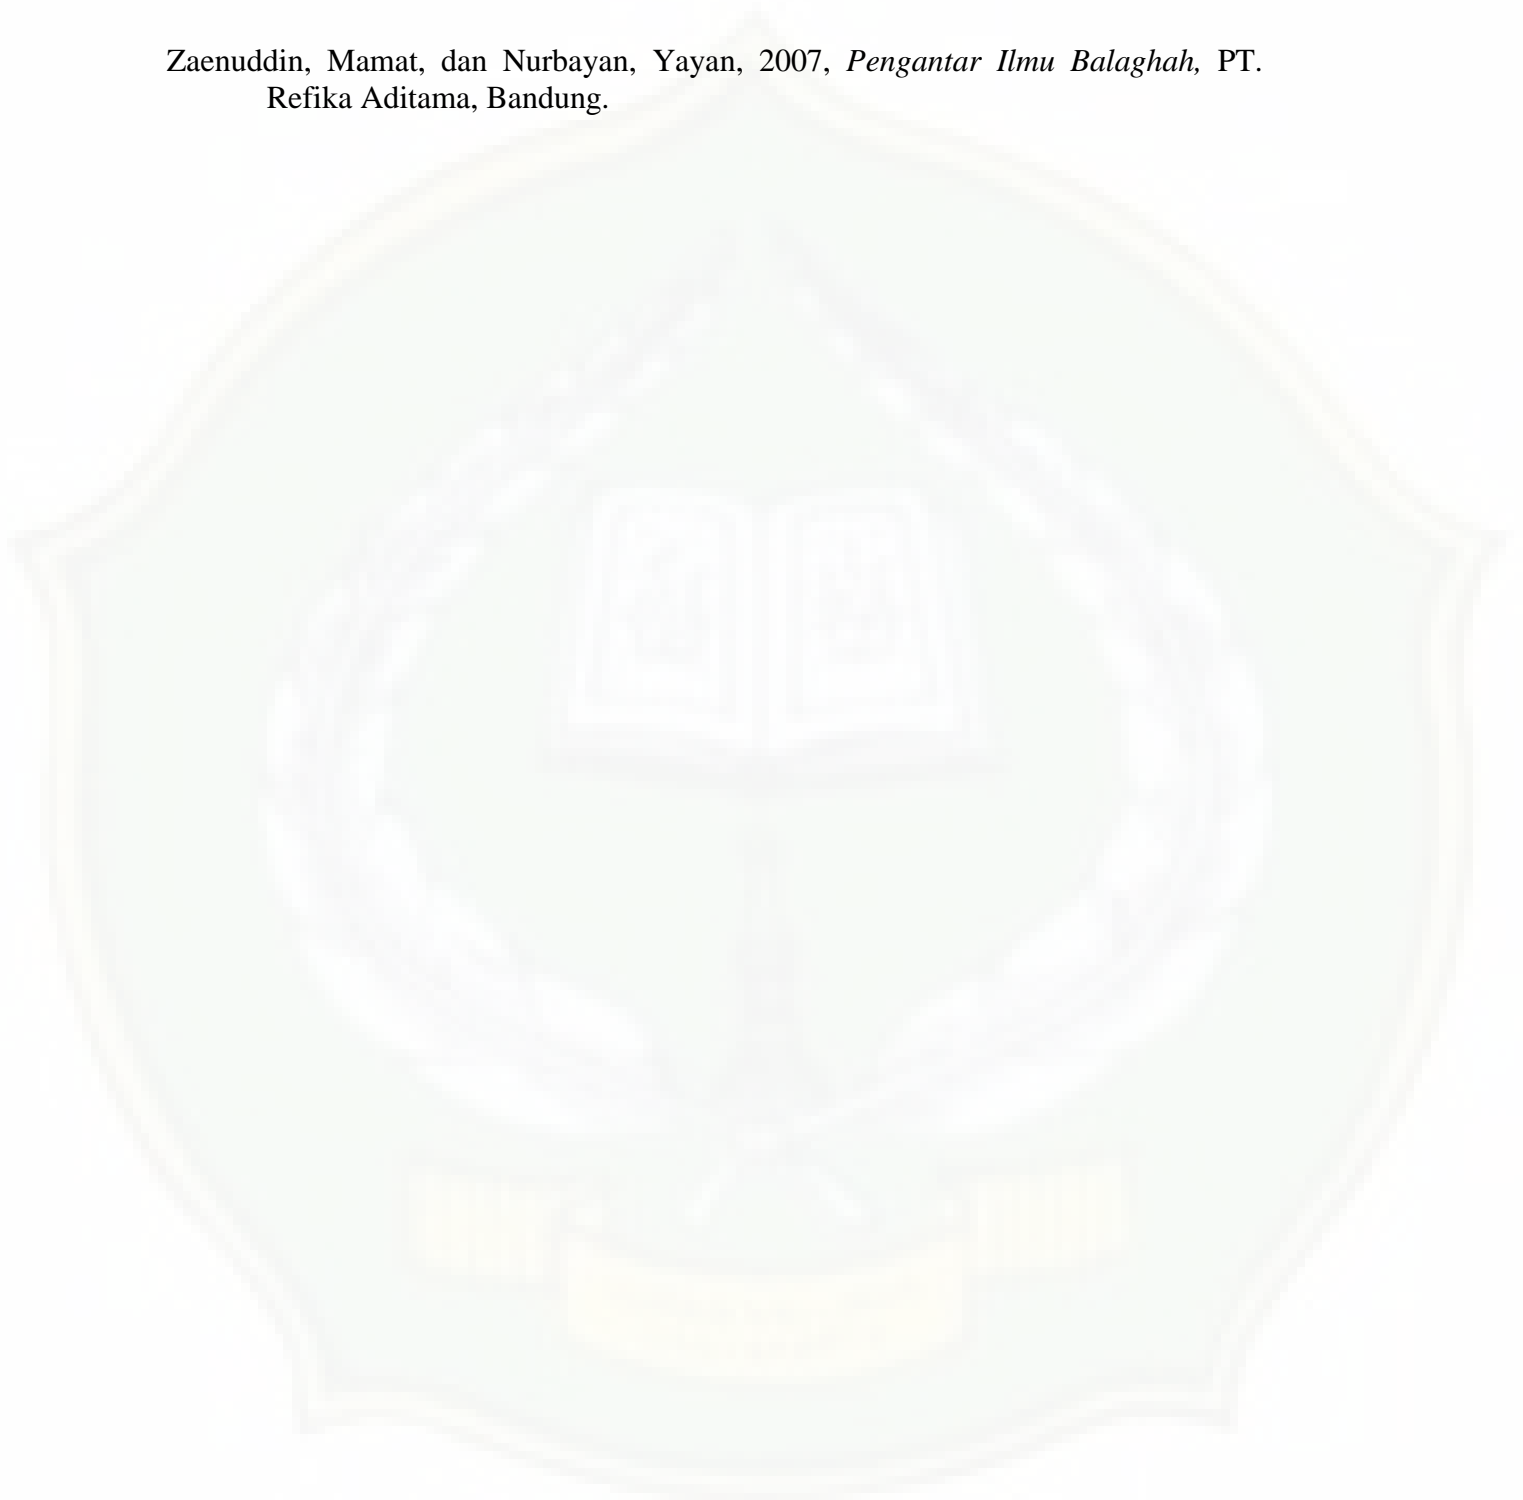 Zaenuddin, Mamat, dan Nurbayan, Yayan, 2007, Pengantar Ilmu Balaghah, PT.
Refika Aditama, Bandung.